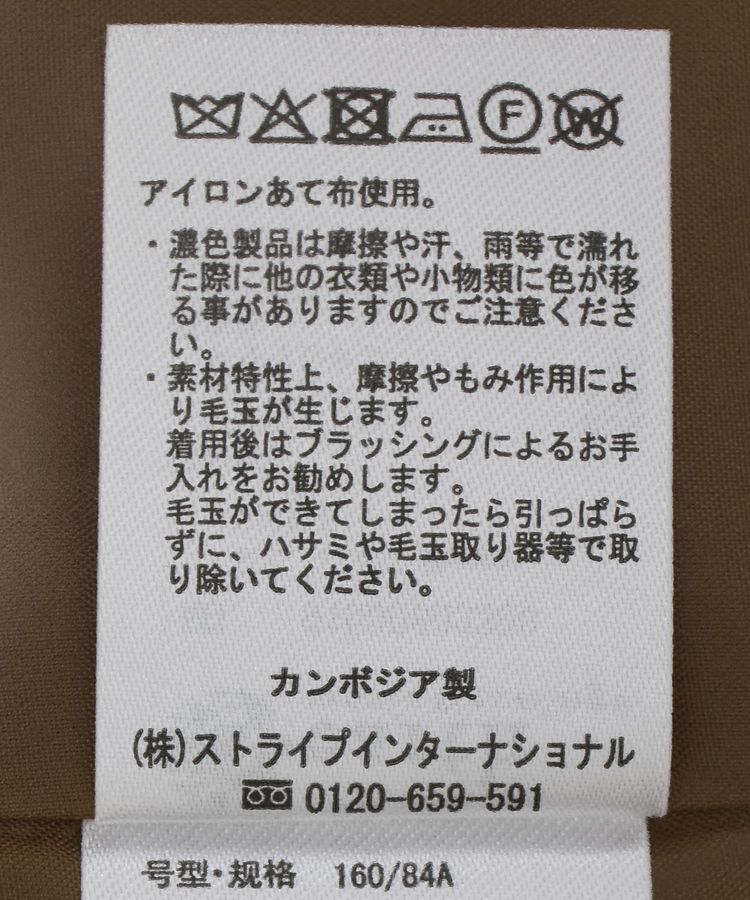 F W
アイロンあて布使用。
・濃色製品は摩擦や汗、雨等で濡れ
た際に他の衣類や小物類に色が移
る事がありますのでご注意くださ
い。
・素材特性上、摩擦やもみ作用によ
り毛玉が生じます。
着用後はブラッシングによるお手
入れをお勧めします。
毛玉ができてしまったら引っぱら
ずに、ハサミや毛玉取り器等で取
り除いてください。
カンボジア製
(株)ストライプインターナショナル
0120-659-591
号型・规格 160/84A